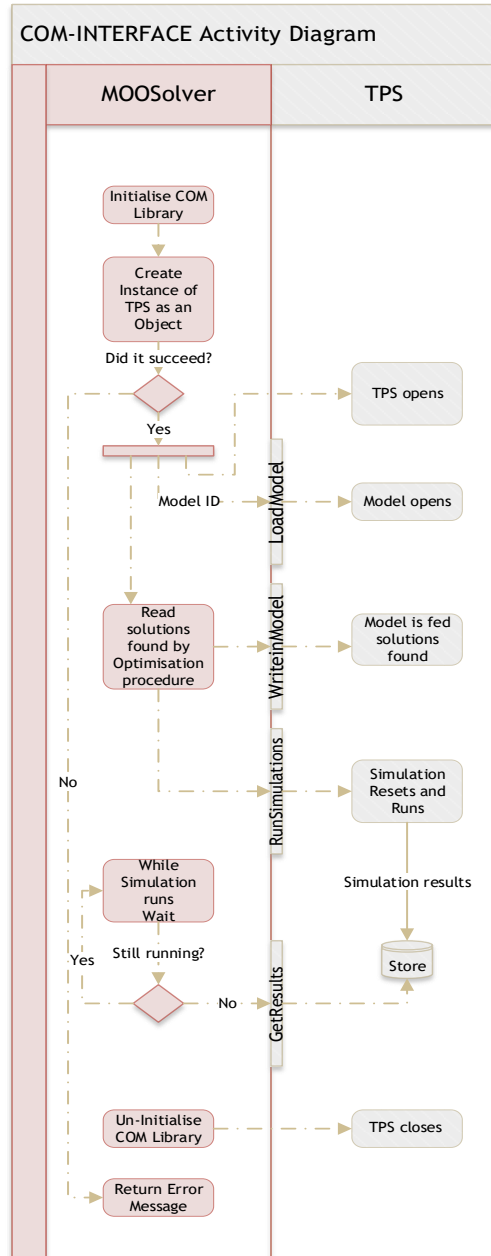 COM-INTERFACE Activity Diagram
MOOSolver
TPS
Initialise COM
Library
Create
Instance of
TPS as an
Object
Did it succeed?
TPS opens
Yes
Model ID
LoadModel
Model opens
Read
solutions
found by
Optimisation
procedure
WriteinModel
Model is fed
solutions
found
No
RunSimulations
Simulation
Resets and
Runs
While
Simulation
runs
Wait
Simulation results
Still running?
Yes
No
GetResults
Store
Un-Initialise
COM Library
TPS closes
Return Error
Message